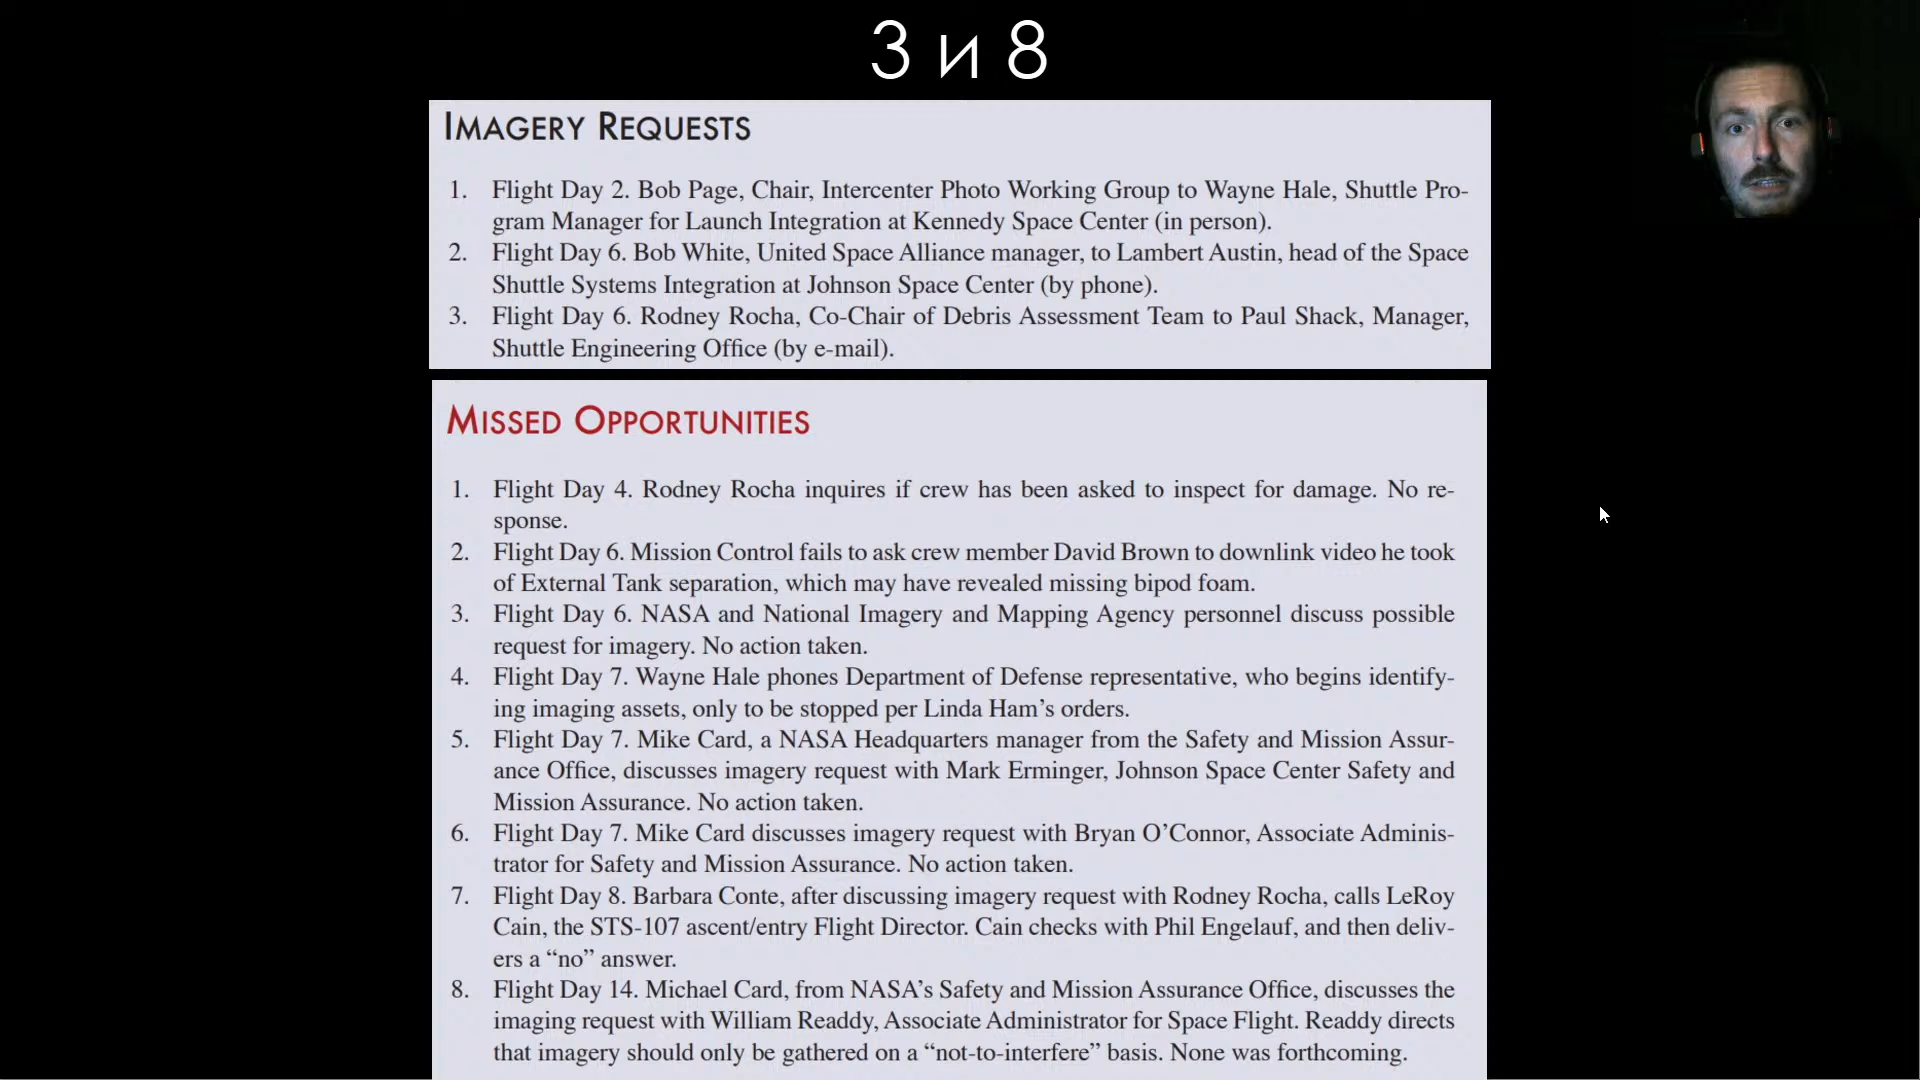 3 и 8
IMAGERY REQUESTS
1. Flight Day 2. Bob Page, Chair, Intercenter Photo Working Group to Wayne Hale, Shuttle Pro-
gram Manager for Launch Integration at Kennedy Space Center (in person).
2. Flight Day 6. Bob White, United Space Alliance manager, to Lambert Austin, head of the Space
Shuttle Systems Integration at Johnson Space Center (by phone).
3. Flight Day 6. Rodney Rocha, Co-Chair of Debris Assessment Team to Paul Shack, Manager,
Shuttle Engineering Office (by e-mail).
MISSED OPPORTUNITIES
1. Flight Day 4. Rodney Rocha inquires if crew has been asked to inspect for damage. No re-
sponse.
2. Flight Day 6. Mission Control fails to ask crew member David Brown to downlink video he took
of External Tank separation, which may have revealed missing bipod foam.
3. Flight Day 6. NASA and National Imagery and Mapping Agency personnel discuss possible
request for imagery. No action taken.
4. Flight Day 7. Wayne Hale phones Department of Defense representative, who begins identify-
ing imaging assets, only to be stopped per Linda Ham’s orders.
5. Flight Day 7. Mike Card, a NASA Headquarters manager from the Safety and Mission Assur-
ance Office, discusses imagery request with Mark Erminger, Johnson Space Center Safety and
Mission Assurance. No action taken.
6. Flight Day 7. Mike Card discusses imagery request with Bryan O’Connor, Associate Adminis-
trator for Safety and Mission Assurance. No action taken.
7. Flight Day 8. Barbara Conte, after discussing imagery request with Rodney Rocha, calls LeRoy
Cain, the STS-107 ascent/entry Flight Director. Cain checks with Phil Engelauf, and then deliv-
ers a “no” answer.
8. Flight Day 14. Michael Card, from NASA’s Safety and Mission Assurance Office, discusses the
imaging request with William Readdy, Associate Administrator for Space Flight. Readdy directs
that imagery should only be gathered on a “not-to-interfere” basis. None was forthcoming.